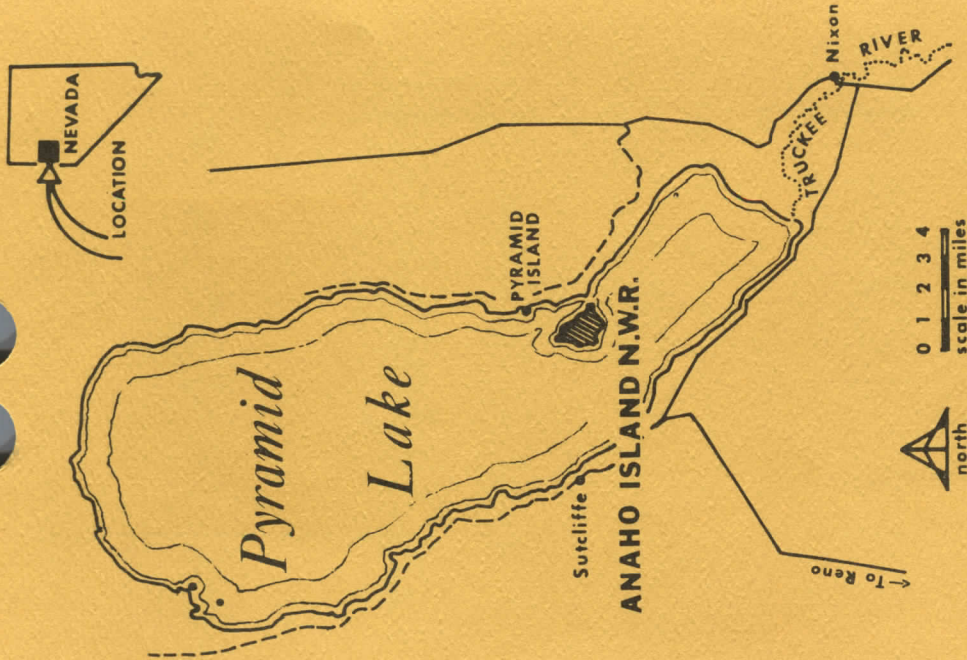 NEVADA
LOCATION
Pyramid
Lake
PYRAMID
ISLAND
Sutcliffe
ANAHO ISLAND N.W.R.
TRUCKEE
RIVER
Nixon
To Reno
north
0 1 2 3 4
scale in miles